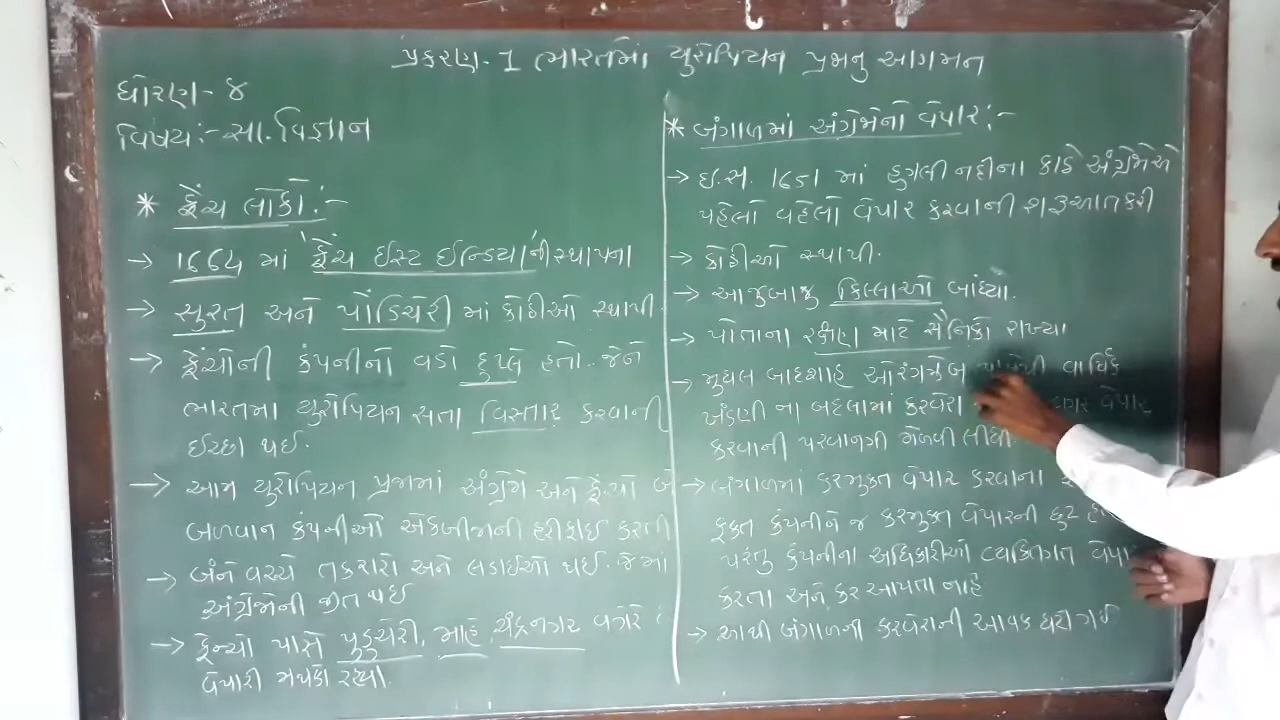 પ્રકરણ-1 ભારતમાં યુરોપિયન પ્રજાનુ આગમન
ધોરણ-૪
વિષય:-સા.વિજ્ઞાન
* ફ્રેંચ લોકો:-
→ 1664 માં 'ફ્રેંચ ઈસ્ટ ઈન્ડિયા'ની સ્થાપના
→ સુરત અને પોંડિચેરી માં કોઠીઓ સ્થાપી.
→ ફ્રેંચોની કંપનીનો વડો ડુપ્લે હતો.. જેને
ભારતમા યુરોપિયન સતા વિસ્તાર કરવાની
ઈચ્છા થઈ.
→ આમ યુરોપિયન પ્રજામાં અંગ્રેજો અને ફ્રેંચો બે
બળવાન કંપનીઓ એકબીજાની હરીફાઈ કરતી
→ બંને વચ્ચે તકરારો અને લડાઈઓ થઈ. જેમાં
અંગ્રેજોની જીત થઈ
→ ફ્રેન્ચો પાસે પુડુચેરી, માહે, ચંદ્રનગર વગેરે
વેપારી મથકો રહ્યા.
* બંગાળમાં અંગ્રેજોનો વેપાર:-
→ ઇ.સ. 1651 માં હુગલી નદીના કાઠે અંગ્રેજોએ
પહેલો વહેલો વેપાર કરવાની શરૂઆત કરી
→ કોઠીઓ સ્થાપી.
→ આજુબાજુ કિલ્લાઓ બાંધ્યો.
→ પોતાના રક્ષણ માટે સૈનિકો રાખ્યા
→ મુઘલ બાદશાહ ઓરંગઝેબ વાર્ષિક
ખંડણી ના બદલામાં કરવેરા વગર વેપાર
કરવાની પરવાનગી મેળવી લીધી
→ બંગાળમાં કરમુક્ત વેપાર કરવાના
ફક્ત કંપનીને જ કરમુક્ત વેપારની છુટ
પરંતુ કંપનીના અધિકારીઓ વ્યક્તિગત
કરતા અને કર આપતા નહિ
→ આથી બંગાળની કરવેરાની આવક ઘટી ગઈ